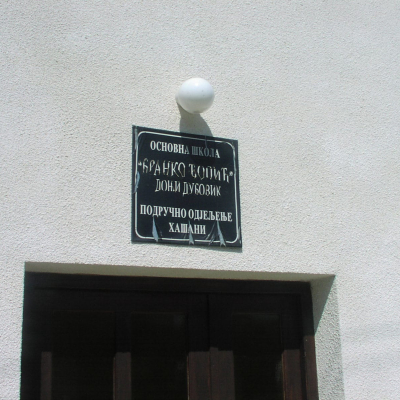 ОСНОВНА ШКОЛА
"БРАНКО ЋОПИЋ"
ДОЊИ ДУБОВИК
ПОДРУЧНО ОДЈЕЉЕЊЕ
ХАШАНИ